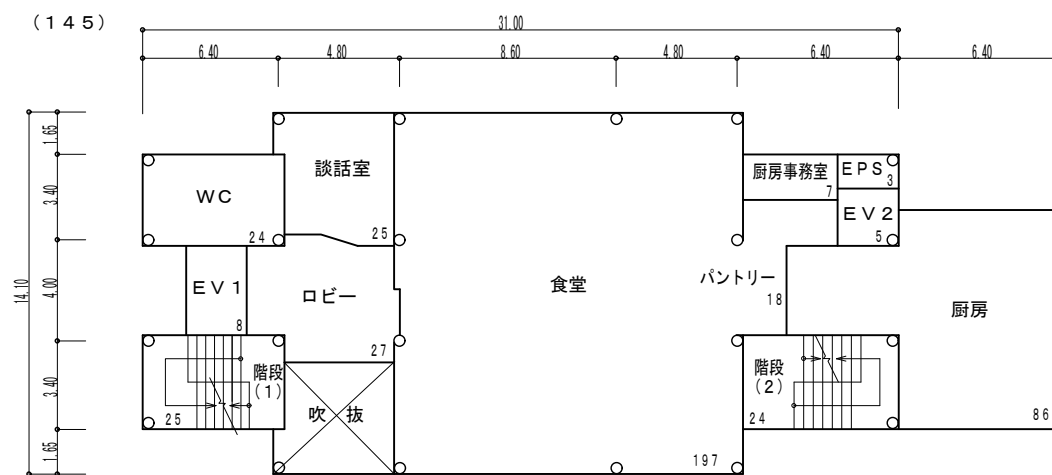 （１４５）
31.00
6.40
4.80
8.60
4.80
6.40
6.40
14.10
1.65
3.40
4.00
3.40
1.65
談話室
25
ＷＣ
24
厨房事務室
7
ＥＰＳ
3
ＥＶ２
5
ＥＶ１
8
ロビー
27
食堂
197
パントリー
18
厨房
86
階段
（１）
25
吹　抜
階段
（２）
24